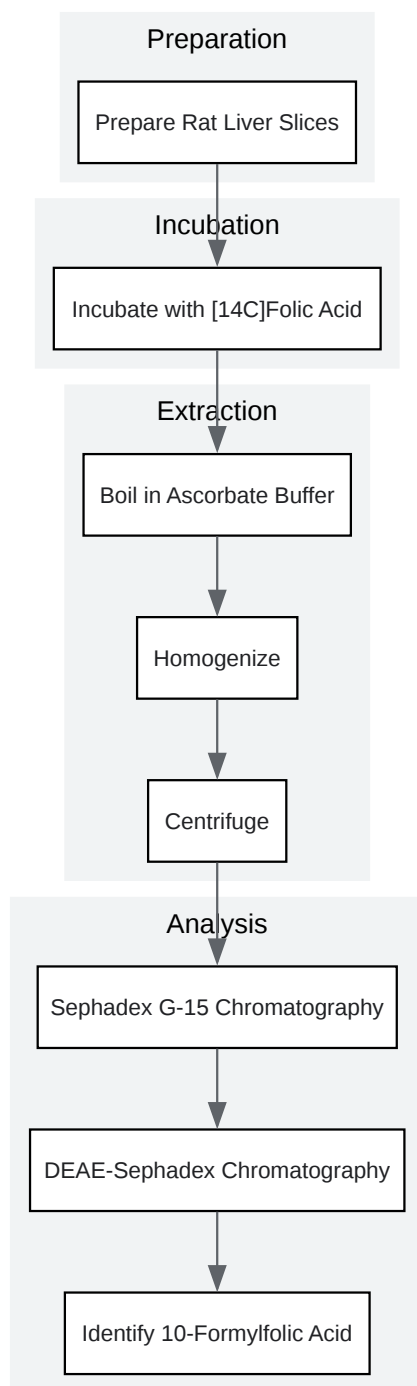 Preparation
Prepare Rat Liver Slices
Incubation
Incubate with [14C]Folic Acid
Extraction
Boil in Ascorbate Buffer
Homogenize
Centrifuge
Analysis
Sephadex G-15 Chromatography
DEAE-Sephadex Chromatography
Identify 10-Formylfolic Acid